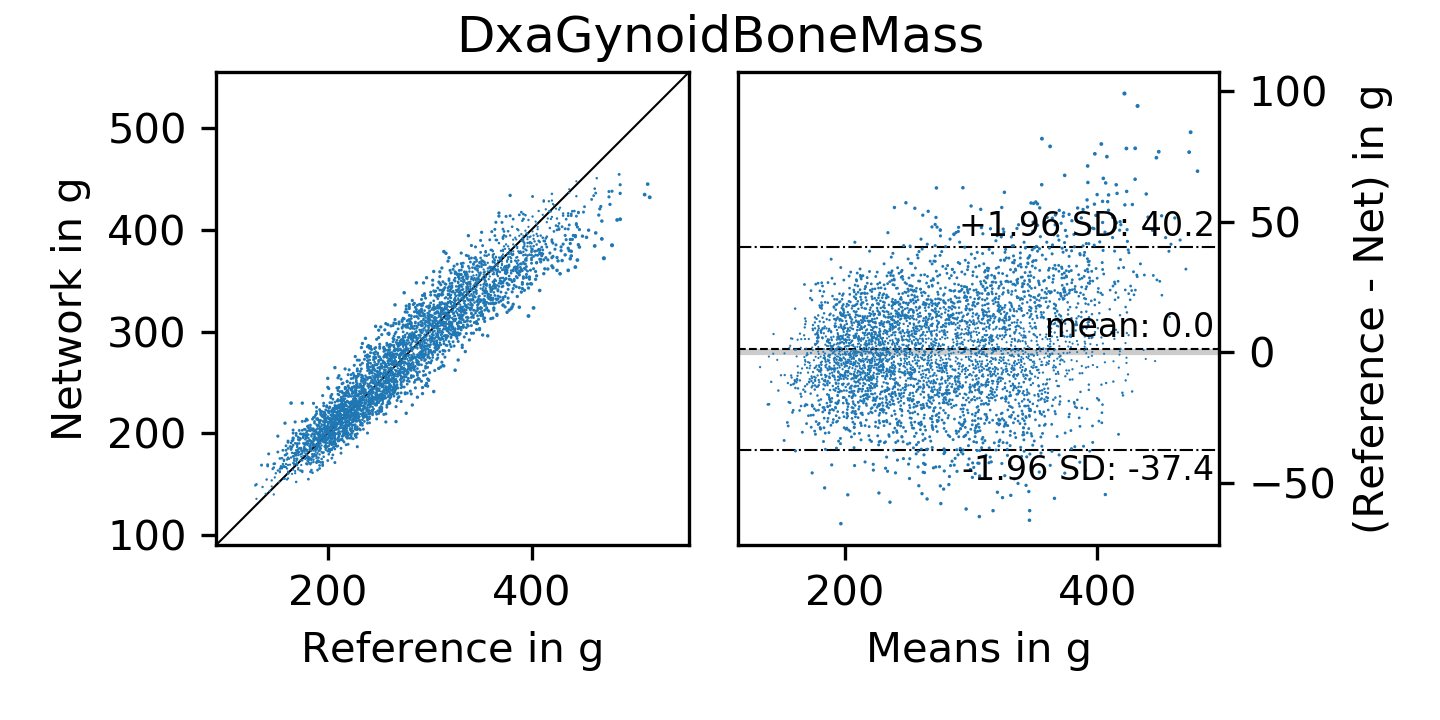 DxaGynoidBoneMass
500
400
300
200
100
Network in g
200 400
Reference in g
+1.96 SD: 40.2
mean: 0.0
-1.96 SD: -37.4
100
50
0
−50
(Reference - Net) in g
200 400
Means in g